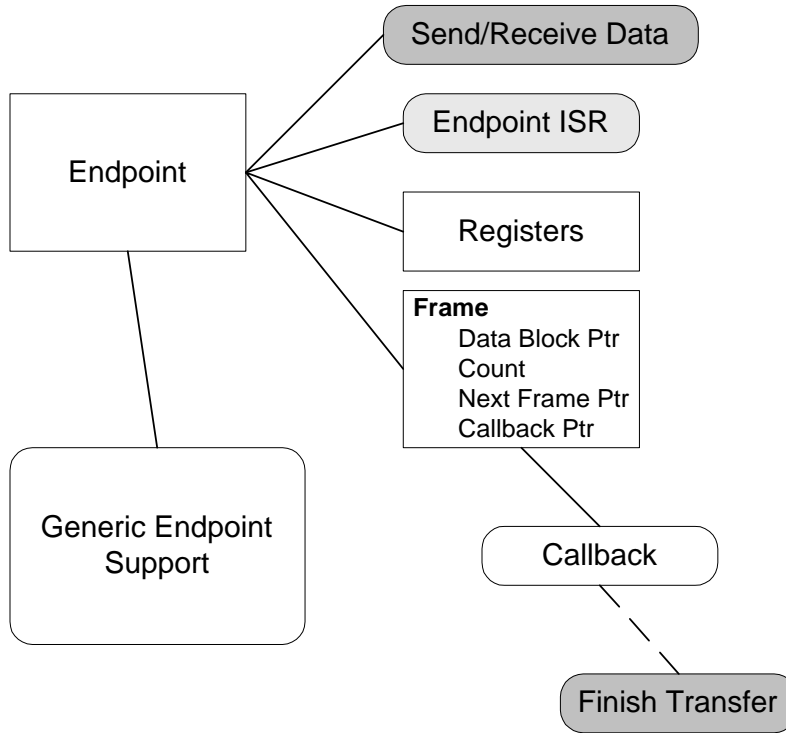 Send/Receive Data
Endpoint ISR
Endpoint
Registers
Frame
Data Block Ptr
Count
Next Frame Ptr
Callback Ptr
Generic Endpoint
Support
Callback
Finish Transfer